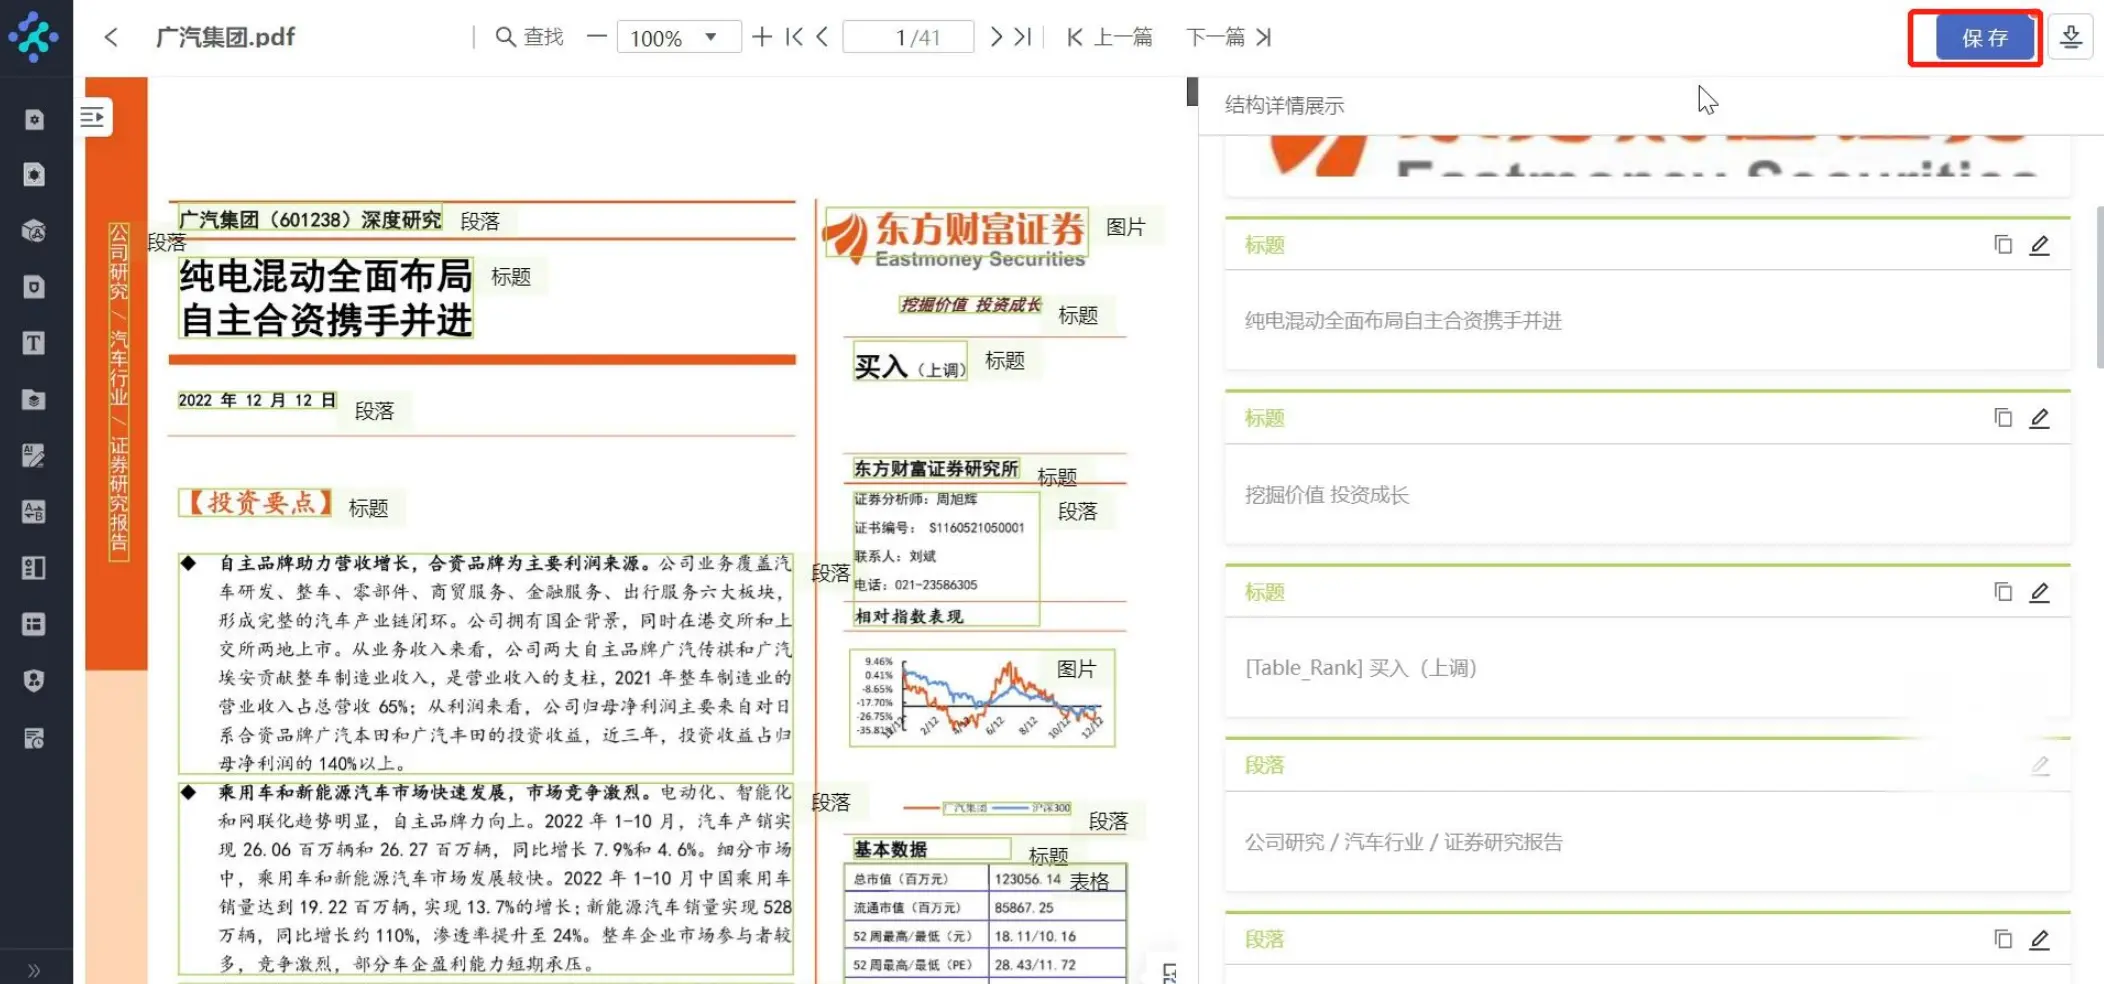 广汽集团.pdf
查找
100%
1/41
上一篇
下一篇
保存
公司研究 / 汽车行业 / 证券研究报告
段落
广汽集团（601238）深度研究
段落
纯电混动全面布局
自主合资携手并进
标题
2022 年 12 月 12 日
段落
【投资要点】
标题
◆ 自主品牌助力营收增长，合资品牌为主要利润来源。公司业务覆盖汽
车研发、整车、零部件、商贸服务、金融服务、出行服务六大板块，
形成完整的汽车产业链闭环。公司拥有国企背景，同时在港交所和上
交所两地上市。从业务收入来看，公司两大自主品牌广汽传祺和广汽
埃安贡献整车制造业收入，是营业收入的支柱，2021 年整车制造业的
营业收入占总营收 65%；从利润来看，公司归母净利润主要来自对日
系合资品牌广汽本田和广汽丰田的投资收益，近三年，投资收益占归
母净利润的 140%以上。
段落
◆ 乘用车和新能源汽车市场快速发展，市场竞争激烈。电动化、智能化
和网联化趋势明显，自主品牌力向上。2022 年 1-10 月，汽车产销实
现 26.06 百万辆和 26.27 百万辆，同比增长 7.9%和 4.6%。细分市场
中，乘用车和新能源汽车市场发展较快。2022 年 1-10 月中国乘用车
销量达到 19.22 百万辆，实现 13.7%的增长；新能源汽车销量实现 528
万辆，同比增长约 110%，渗透率提升至 24%。整车企业市场参与者较
多，竞争激烈，部分车企盈利能力短期承压。
段落
东方财富证券
Eastmoney Securities
图片
挖掘价值 投资成长
标题
买入（上调）
标题
东方财富证券研究所
标题
证券分析师：周旭辉
证书编号： S1160521050001
联系人：刘斌
电话：021-23586305
段落
相对指数表现
图片
9.46%
0.41%
-8.65%
-17.70%
-26.75%
-35.81%
2/12
4/12
6/12
8/12
10/12
12/12
广汽集团
沪深300
段落
基本数据
标题
表格
总市值（百万元） 123056.14
流通市值（百万元） 85867.25
52 周最高/最低（元） 18.11/10.16
52 周最高/最低（PE） 28.43/11.72
结构详情展示
Eastmoney Securities
标题
纯电混动全面布局自主合资携手并进
标题
挖掘价值 投资成长
标题
[Table_Rank] 买入（上调）
段落
公司研究 / 汽车行业 / 证券研究报告
段落